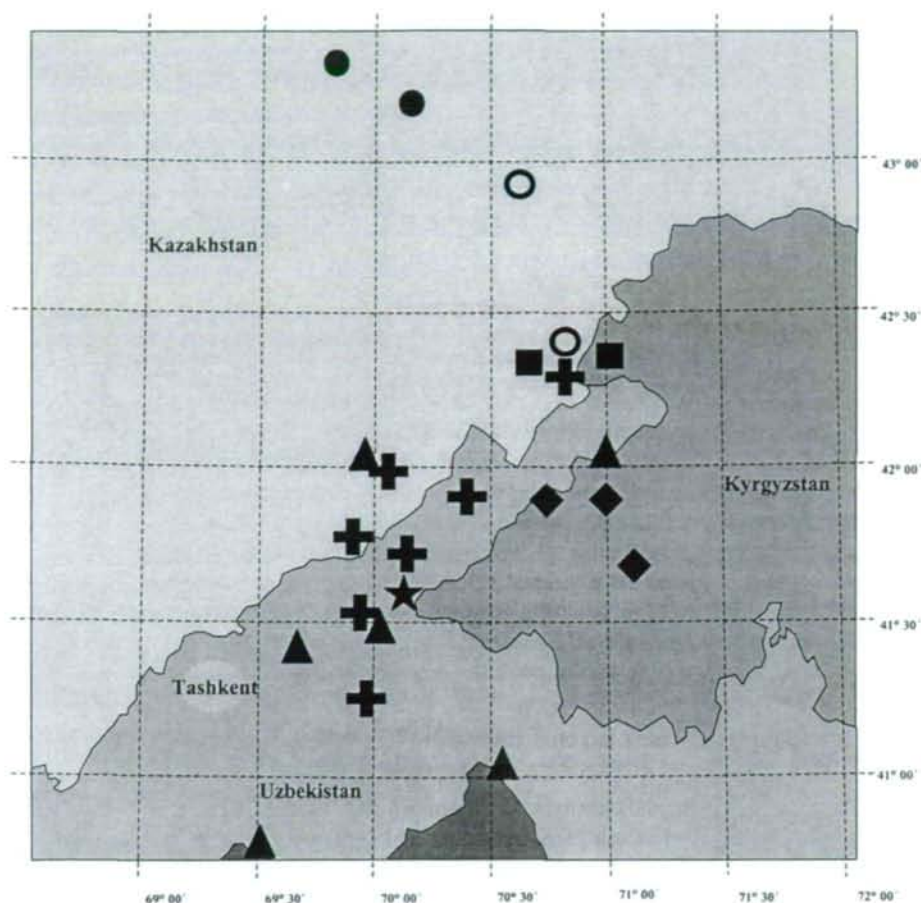 43° 00´
Kazakhstan
42° 30´
42° 00´
Kyrgyzstan
41° 30´
Tashkent
41° 00´
Uzbekistan
69° 00´ 69° 30´ 70° 00´ 70° 30´ 71° 00´ 71° 30´ 72° 00´